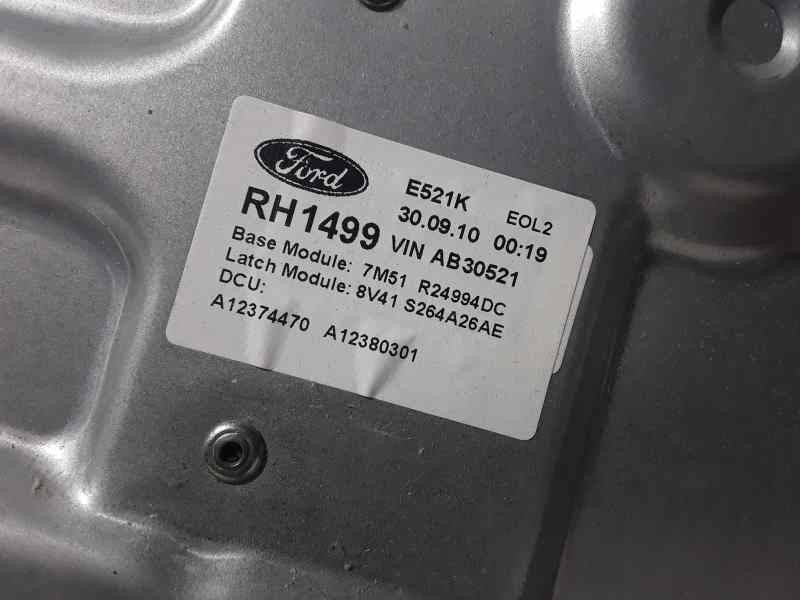 Ford
E521K EOL2
RH1499 30.09.10 00:19
VIN AB30521
Base Module: 7M51 R24994DC
Latch Module: 8V41 S264A26AE
DCU:
A12374470 A12380301